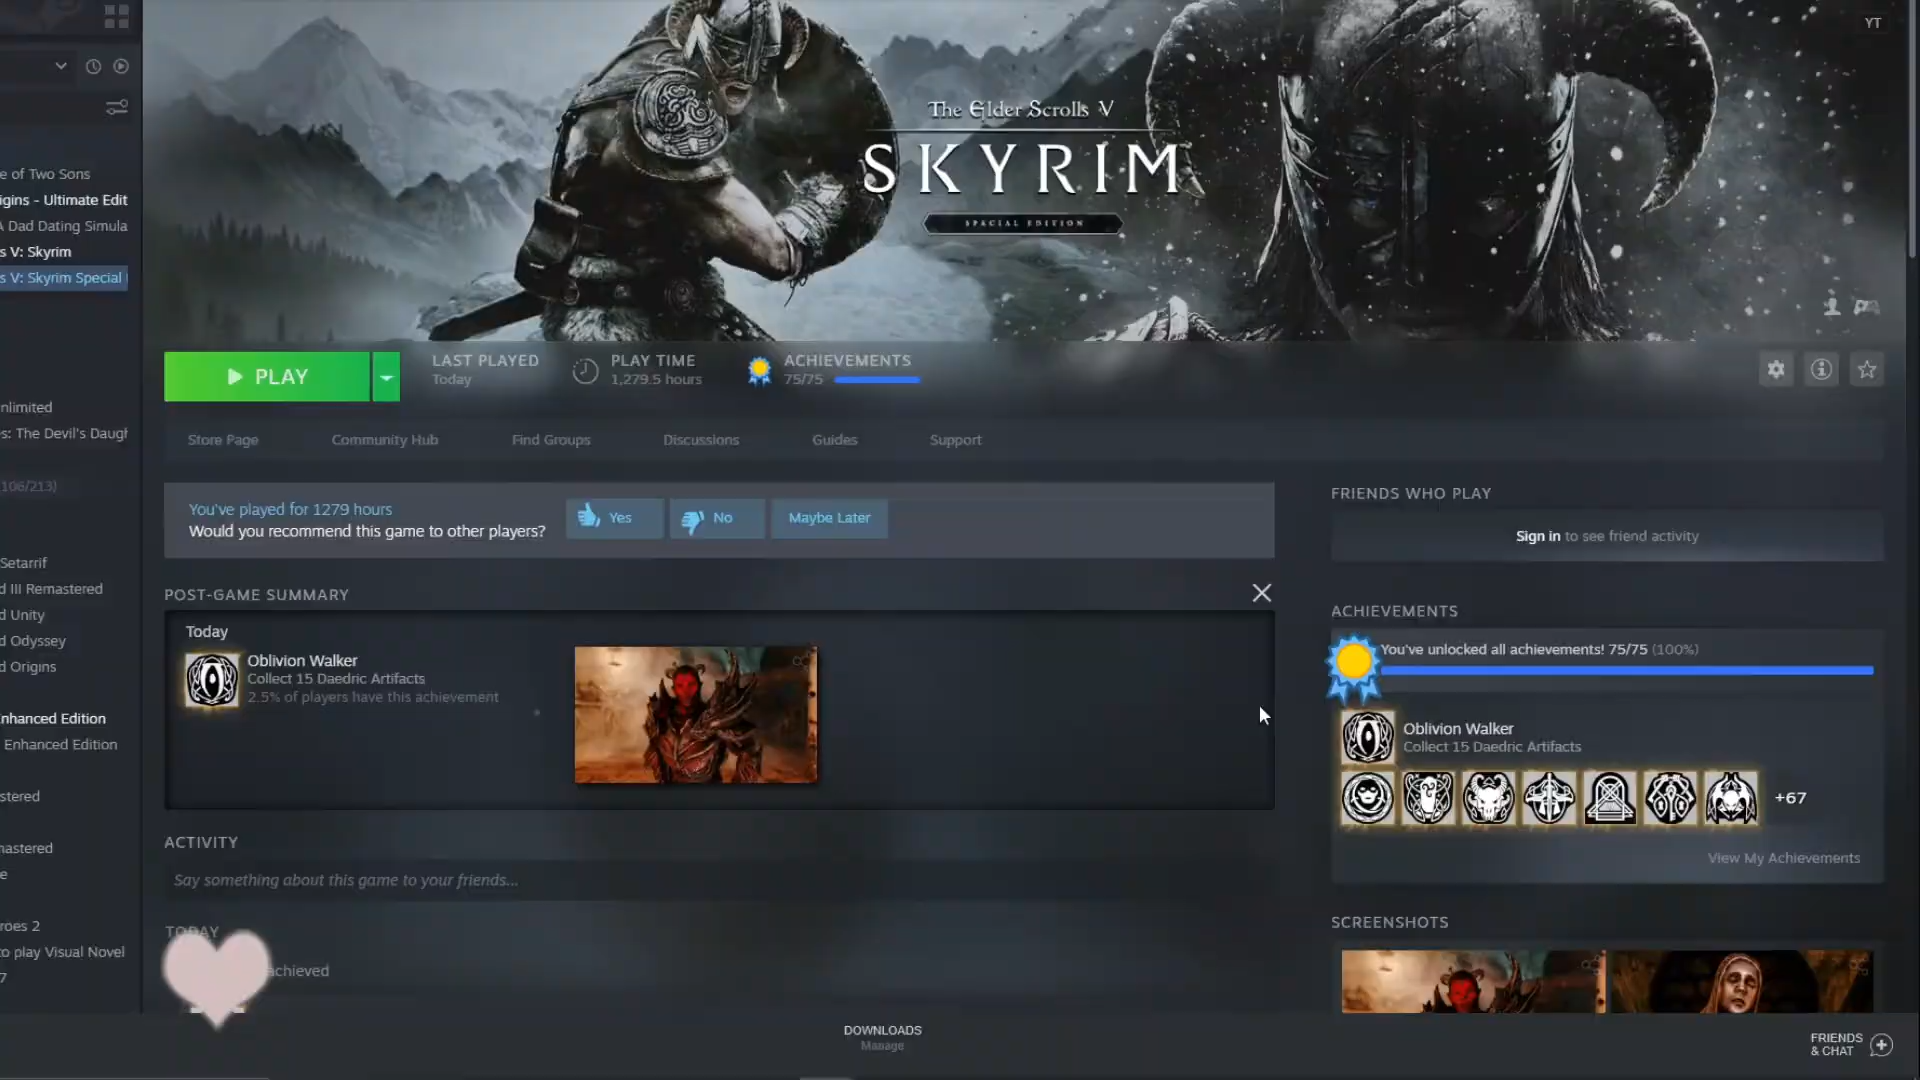 YT
The Elder Scrolls V
SKYRIM
SPECIAL EDITION
e of Two Sons
igins - Ultimate Edit
A Dad Dating Simula
s V: Skyrim
s V: Skyrim Special
nlimited
s: The Devil's Daugh
(106/213)
Setarrif
d III Remastered
d Unity
d Odyssey
d Origins
nhanced Edition
Enhanced Edition
stered
nastered
e
roes 2
to play Visual Novel
7
PLAY
LAST PLAYED
Today
PLAY TIME
1,279.5 hours
ACHIEVEMENTS
75/75
Store Page
Community Hub
Find Groups
Discussions
Guides
Support
You've played for 1279 hours
Would you recommend this game to other players?
Yes
No
Maybe Later
POST-GAME SUMMARY
Today
Oblivion Walker
Collect 15 Daedric Artifacts
2.5% of players have this achievement
ACTIVITY
Say something about this game to your friends...
TODAY
achieved
FRIENDS WHO PLAY
Sign in to see friend activity
ACHIEVEMENTS
You've unlocked all achievements! 75/75 (100%)
Oblivion Walker
Collect 15 Daedric Artifacts
+67
View My Achievements
SCREENSHOTS
DOWNLOADS
Manage
FRIENDS
& CHAT